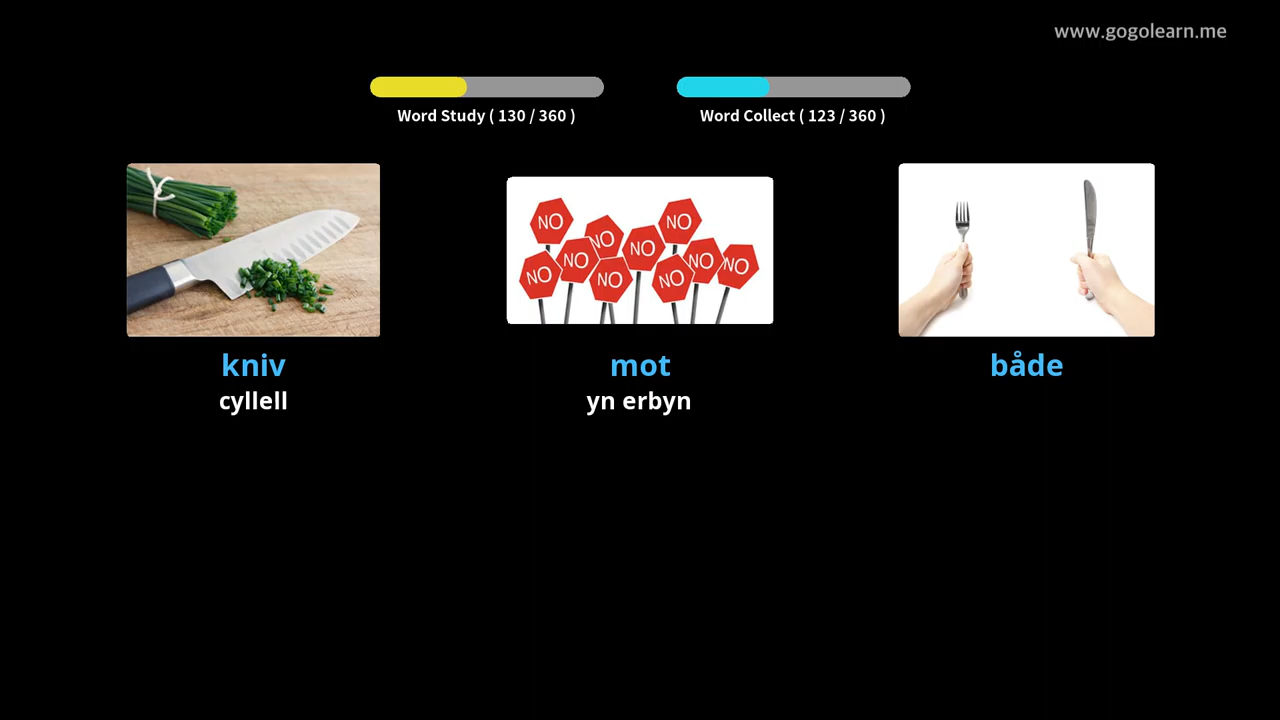 www.gogolearn.me
Word Study ( 130 / 360 )
Word Collect ( 123 / 360 )
NO
NO
NO
NO
NO
NO
NO
NO
NO
NO
kniv
mot
både
cyllell
yn erbyn